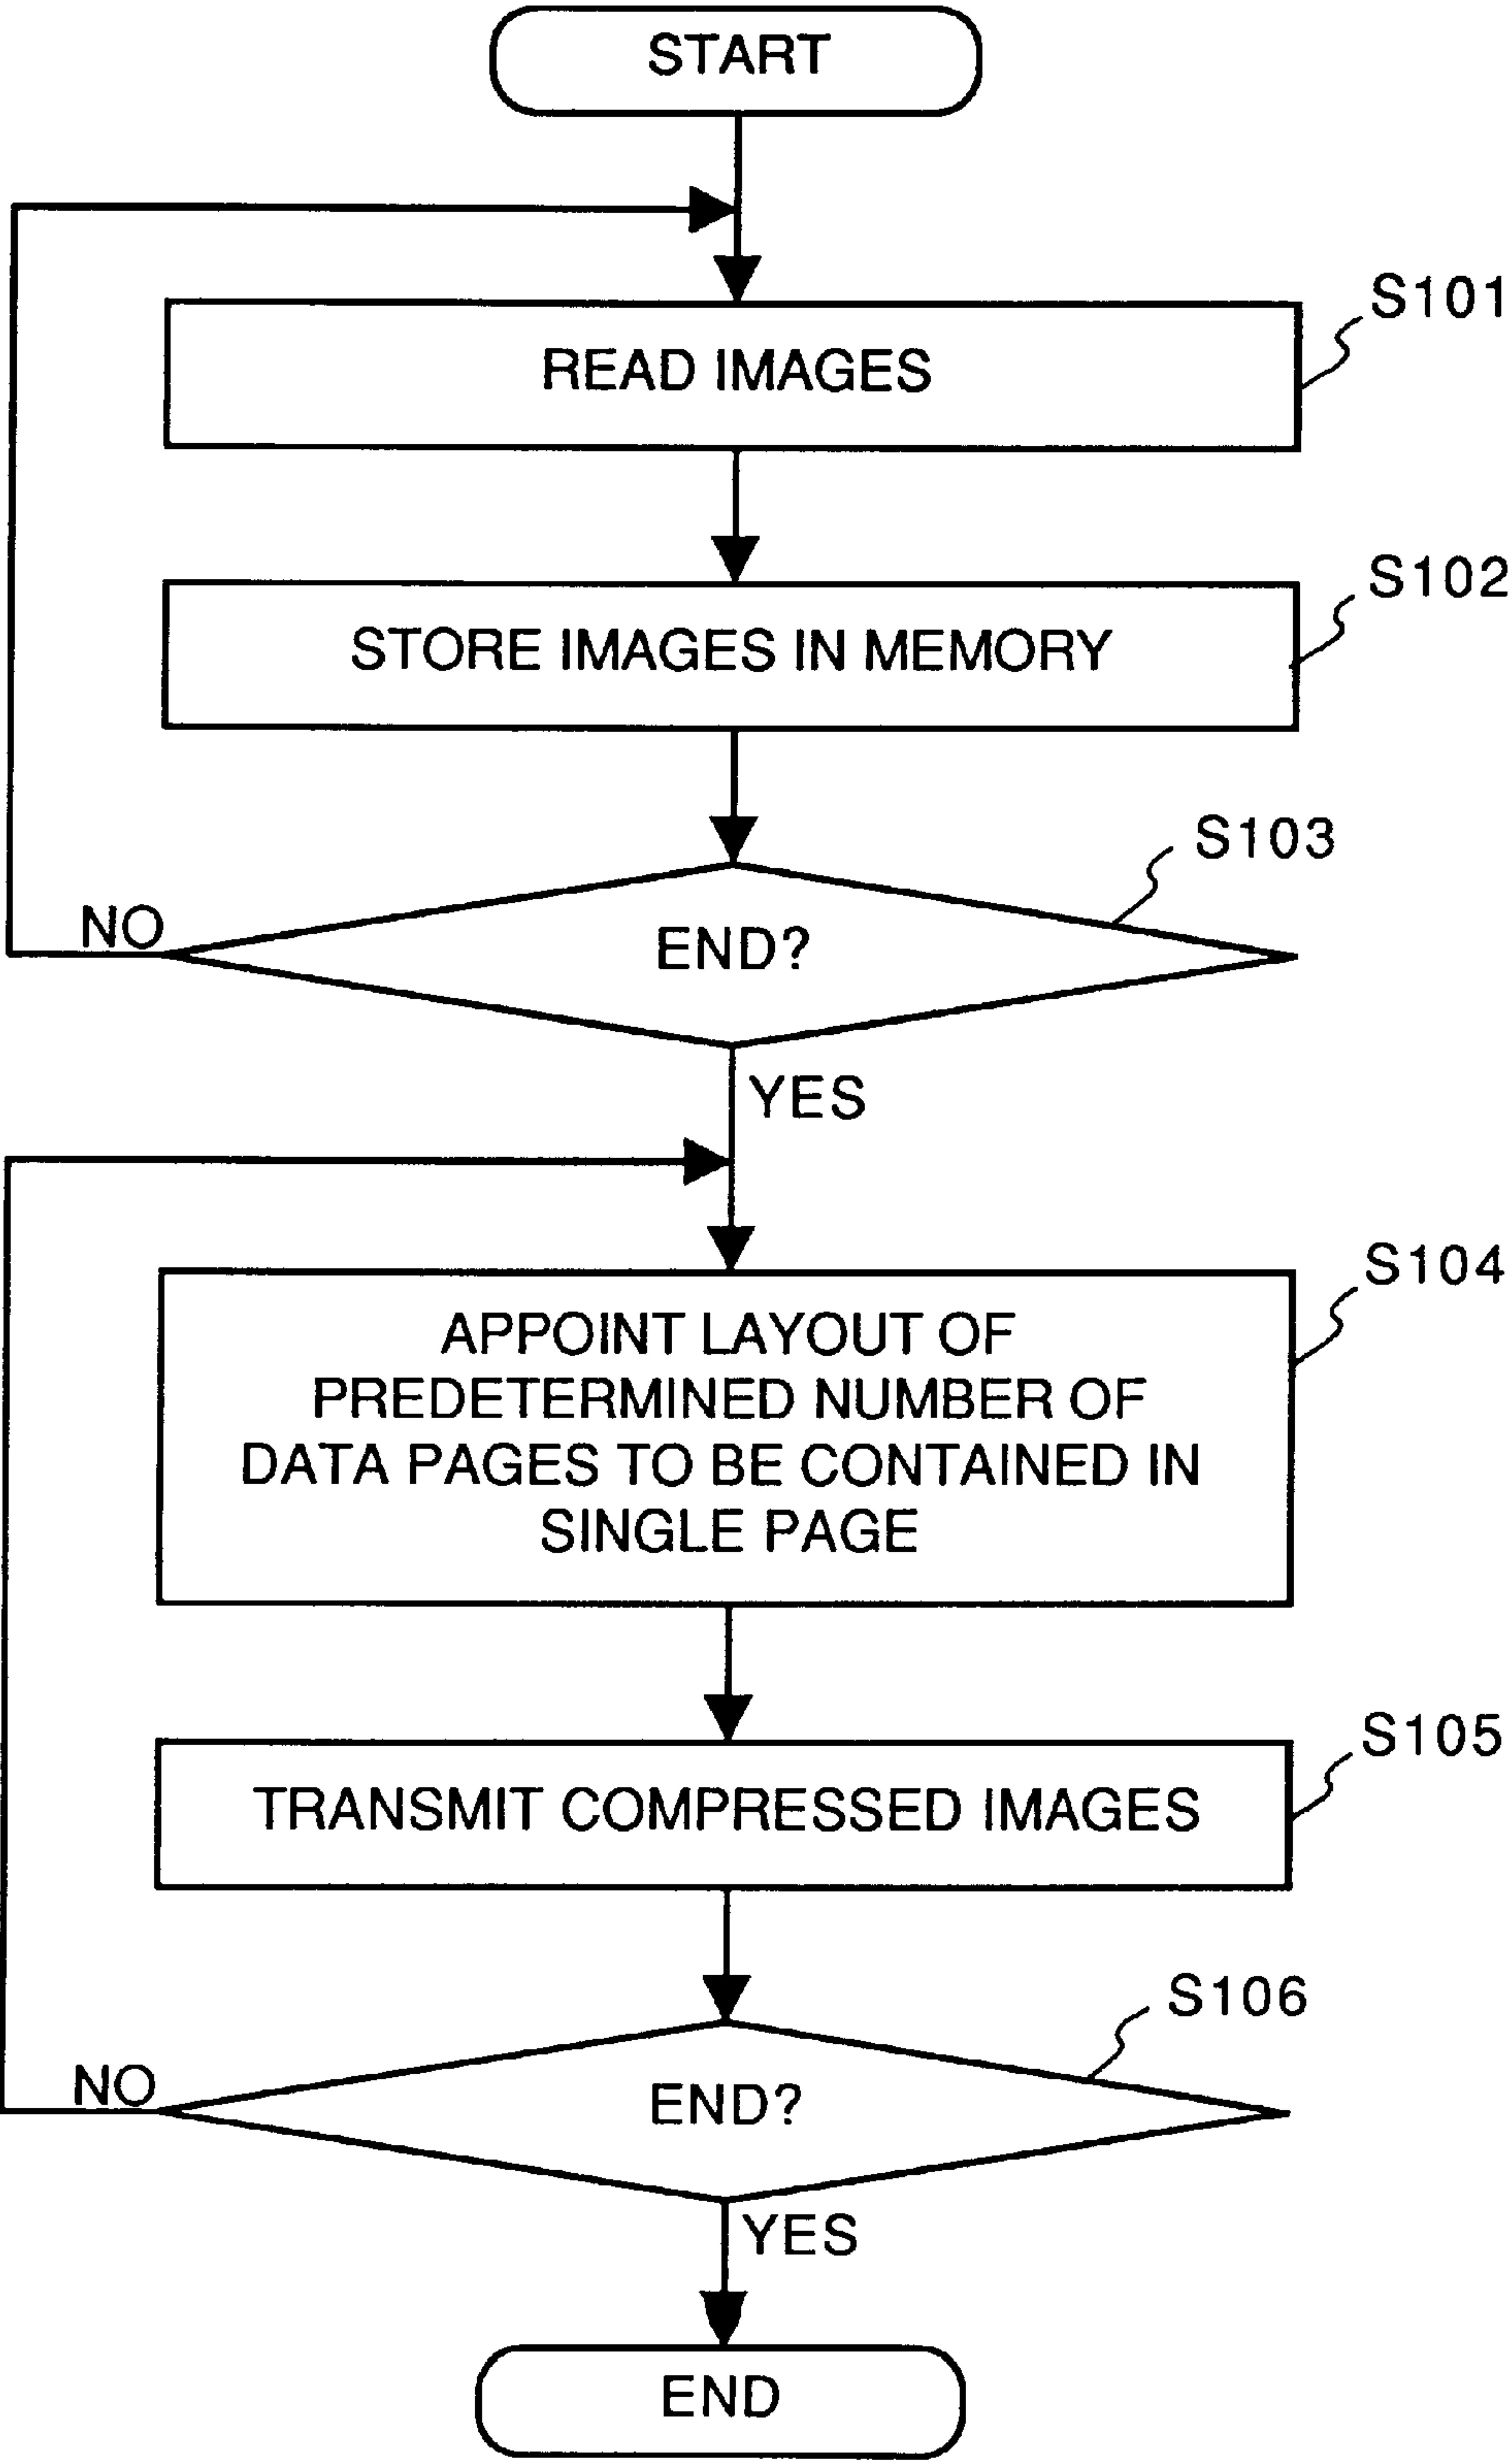 START
S101
READ IMAGES
S102
STORE IMAGES IN MEMORY
S103
NO
END?
YES
S104
APPOINT LAYOUT OF
PREDETERMINED NUMBER OF
DATA PAGES TO BE CONTAINED IN
SINGLE PAGE
S105
TRANSMIT COMPRESSED IMAGES
S106
NO
END?
YES
END